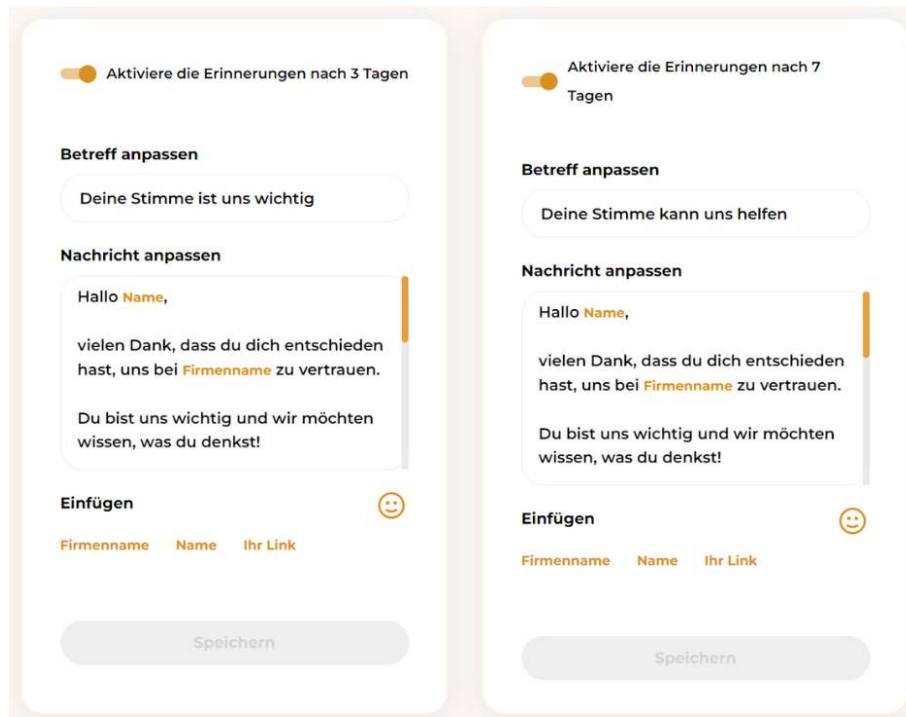 Aktiviere die Erinnerungen nach 3 Tagen
Betreff anpassen
Deine Stimme ist uns wichtig
Nachricht anpassen
Hallo Name,
vielen Dank, dass du dich entschieden
hast, uns bei Firmenname zu vertrauen.
Du bist uns wichtig und wir möchten
wissen, was du denkst!
Einfügen
Firmenname Name Ihr Link
Speichern
Aktiviere die Erinnerungen nach 7
Tagen
Betreff anpassen
Deine Stimme kann uns helfen
Nachricht anpassen
Hallo Name,
vielen Dank, dass du dich entschieden
hast, uns bei Firmenname zu vertrauen.
Du bist uns wichtig und wir möchten
wissen, was du denkst!
Einfügen
Firmenname Name Ihr Link
Speichern